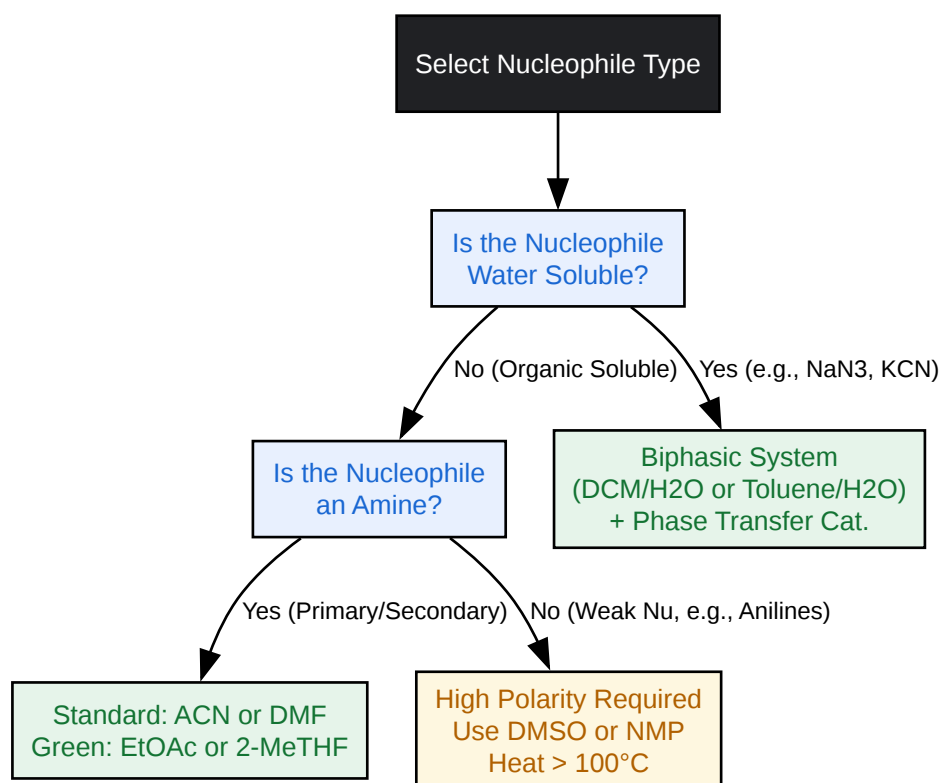 Select Nucleophile Type
Is the Nucleophile
Water Soluble?
No (Organic Soluble)
Yes (e.g., NaN3, KCN)
Is the Nucleophile
an Amine?
Biphasic System
(DCM/H2O or Toluene/H2O)
+ Phase Transfer Cat.
Yes (Primary/Secondary)
No (Weak Nu, e.g., Anilines)
Standard: ACN or DMF
Green: EtOAc or 2-MeTHF
High Polarity Required
Use DMSO or NMP
Heat > 100°C